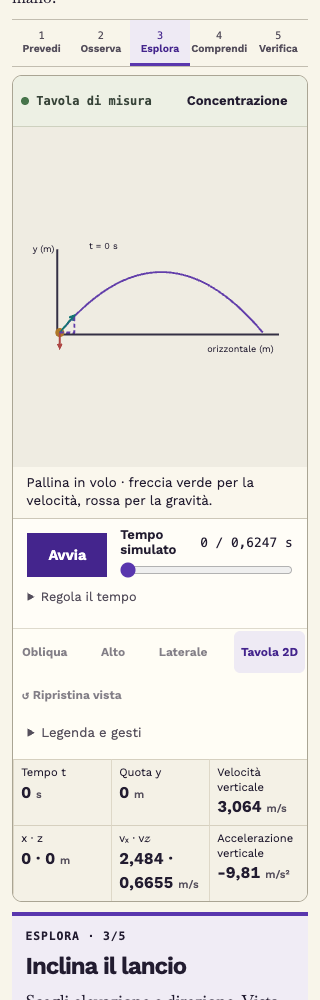 1 2 3 4 5
Prevedi Osserva Esplora Comprendi Verifica
Tavola di misura Concentrazione
y (m) t = 0 s
orizzontale (m)
Pallina in volo · freccia verde per la
velocità, rossa per la gravità.
Avvia
Tempo
simulato
0 / 0,6247 s
▶ Regola il tempo
Obliqua Alto Laterale Tavola 2D
↺ Ripristina vista
▶ Legenda e gesti
Tempo t
0 s
Quota y
0 m
Velocità
verticale
3,064 m/s
x · z
0 · 0 m
vₓ · vz
2,484 ·
0,6655 m/s
Accelerazione
verticale
-9,81 m/s²
ESPLORA · 3/5
Inclina il lancio